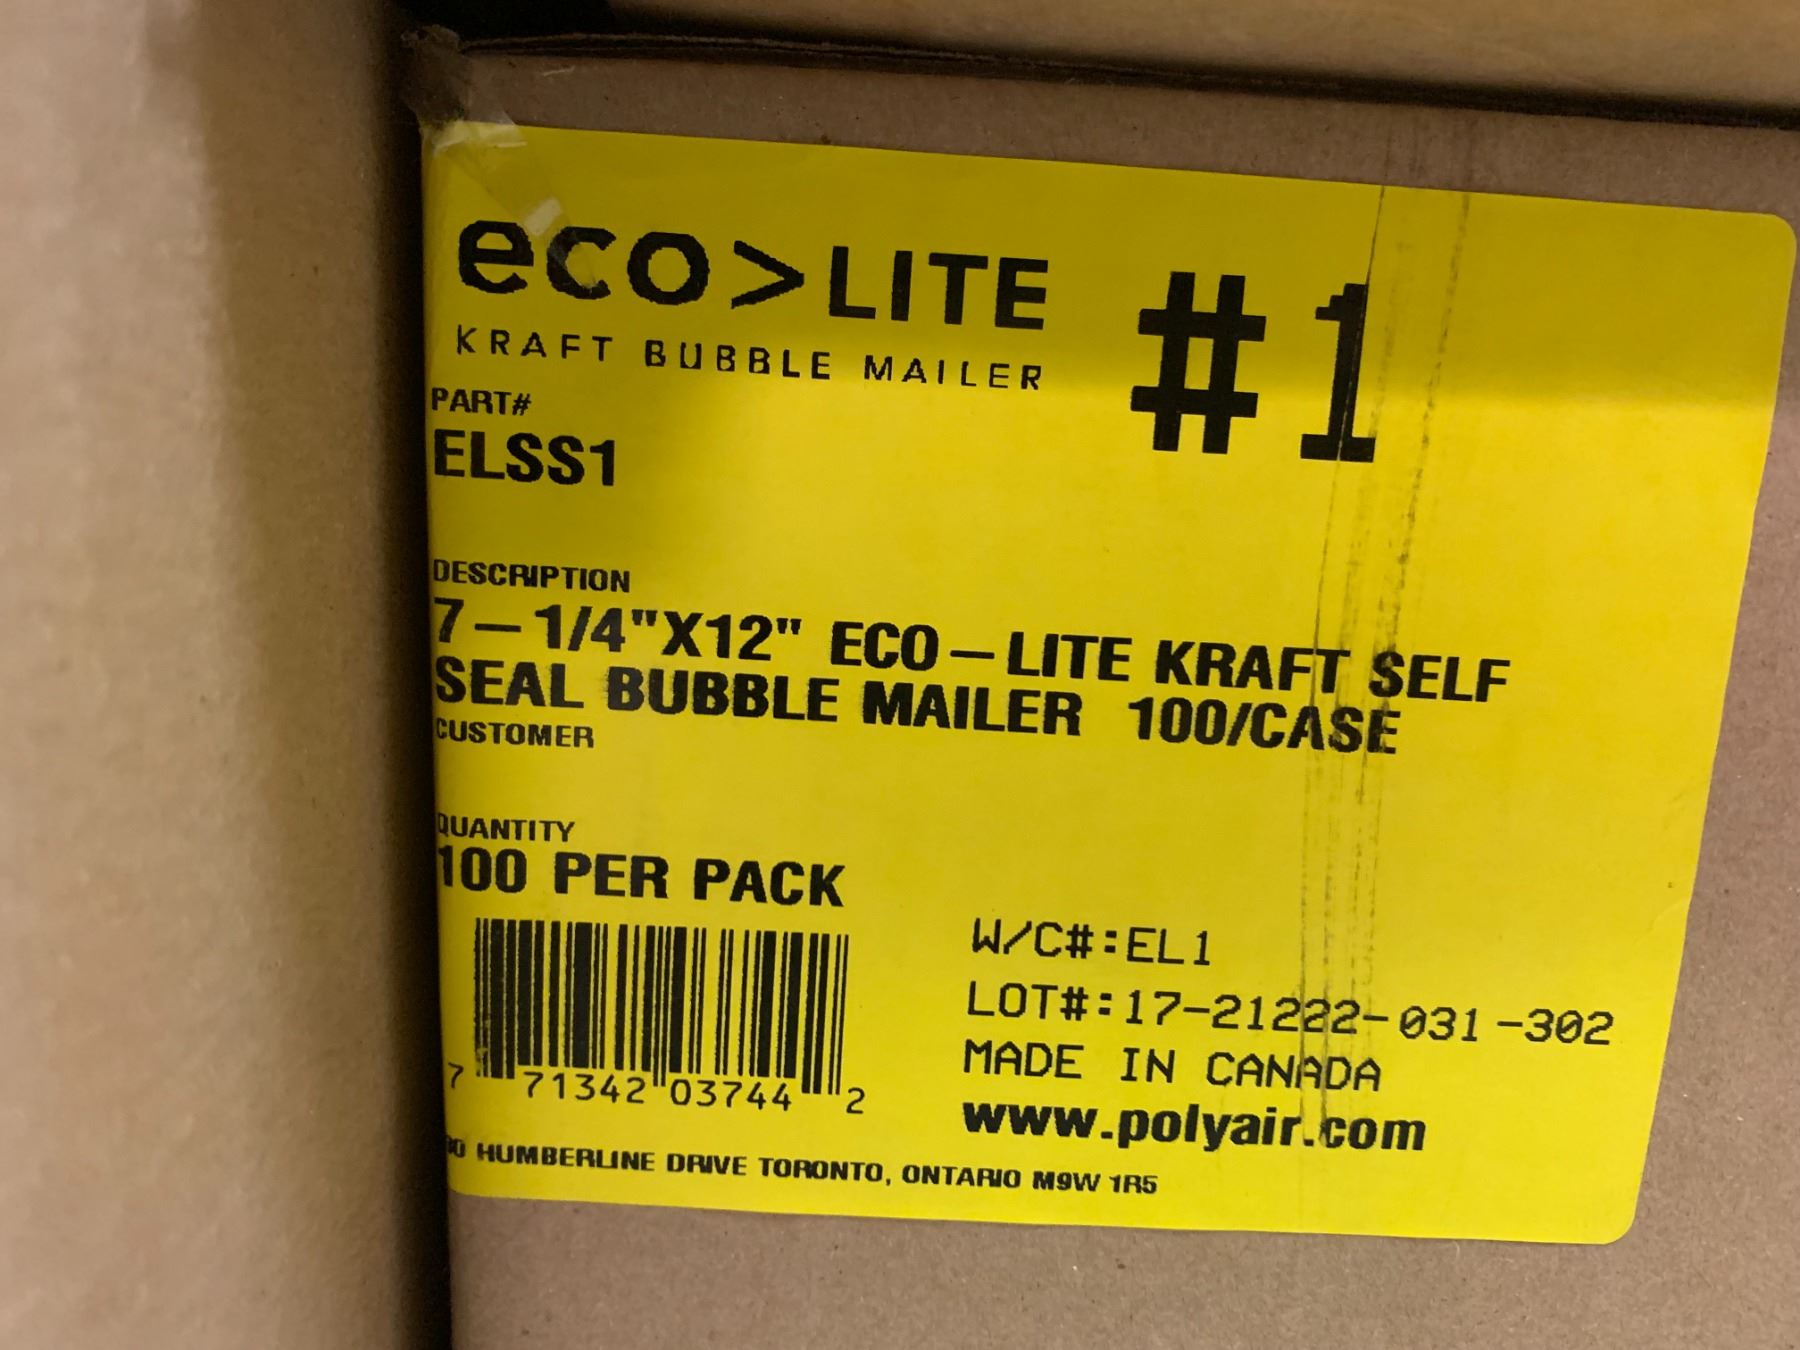 eco>LITE #1
KRAFT BUBBLE MAILER
PART#
ELSS1
DESCRIPTION
7-1/4"X12" ECO-LITE KRAFT SELF
SEAL BUBBLE MAILER 100/CASE
CUSTOMER
QUANTITY
100 PER PACK
W/C#:EL1
LOT#:17-21222-031-302
MADE IN CANADA
www.polyair.com
7 71342 03744 2
HUMBERLINE DRIVE TORONTO, ONTARIO M9W 1R5